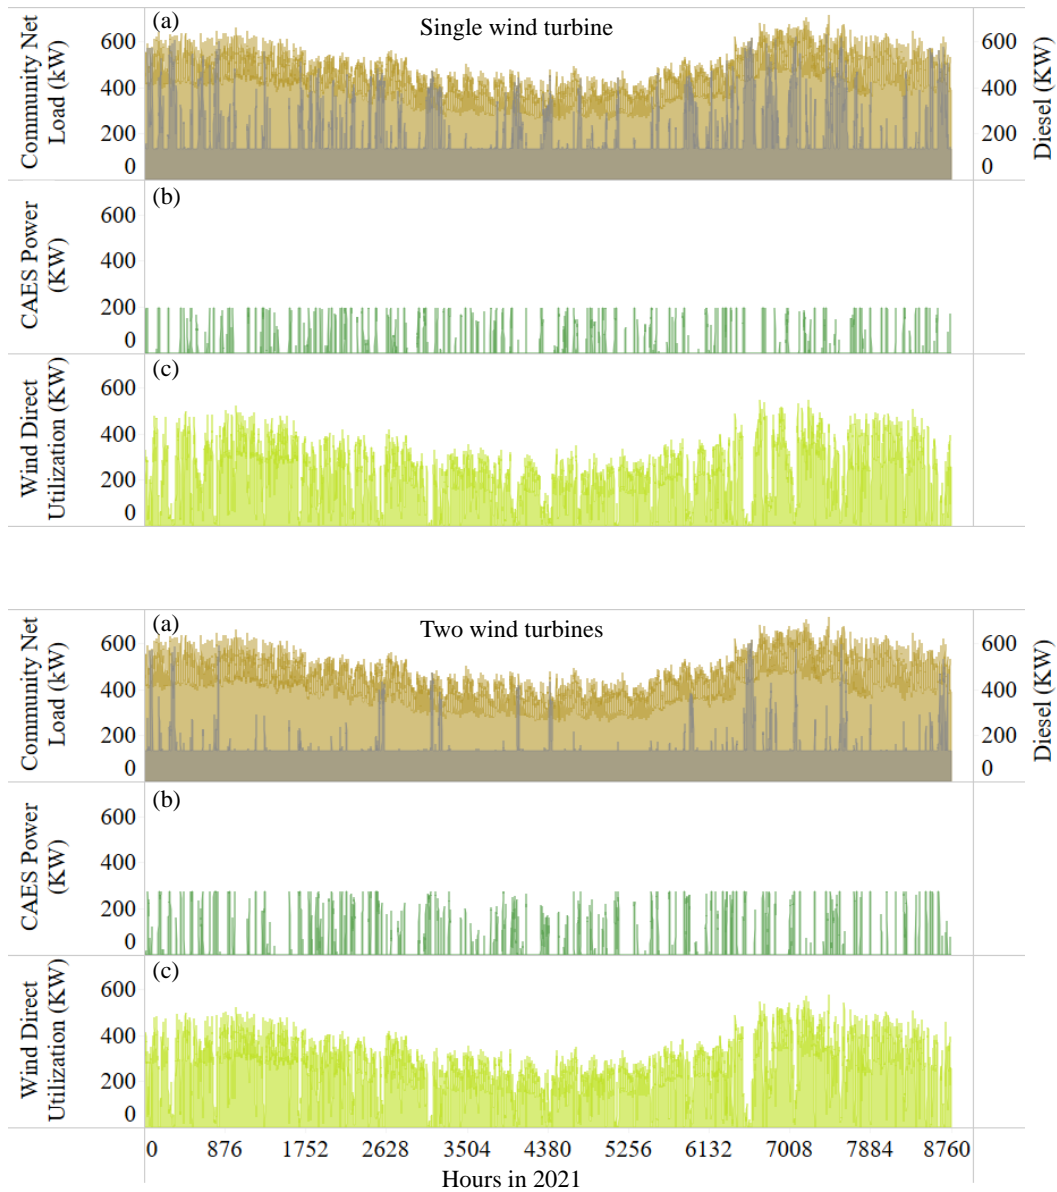 (a)
Single wind turbine
Community Net
Load (kW)
600
400
200
0
600
400
200
0
Diesel (KW)
(b)
CAES Power
(KW)
600
400
200
0
(c)
Wind Direct
Utilization (KW)
600
400
200
0
(a)
Two wind turbines
Community Net
Load (kW)
600
400
200
0
600
400
200
0
Diesel (KW)
(b)
CAES Power
(KW)
600
400
200
0
(c)
Wind Direct
Utilization (KW)
600
400
200
0
0 876 1752 2628 3504 4380 5256 6132 7008 7884 8760
Hours in 2021